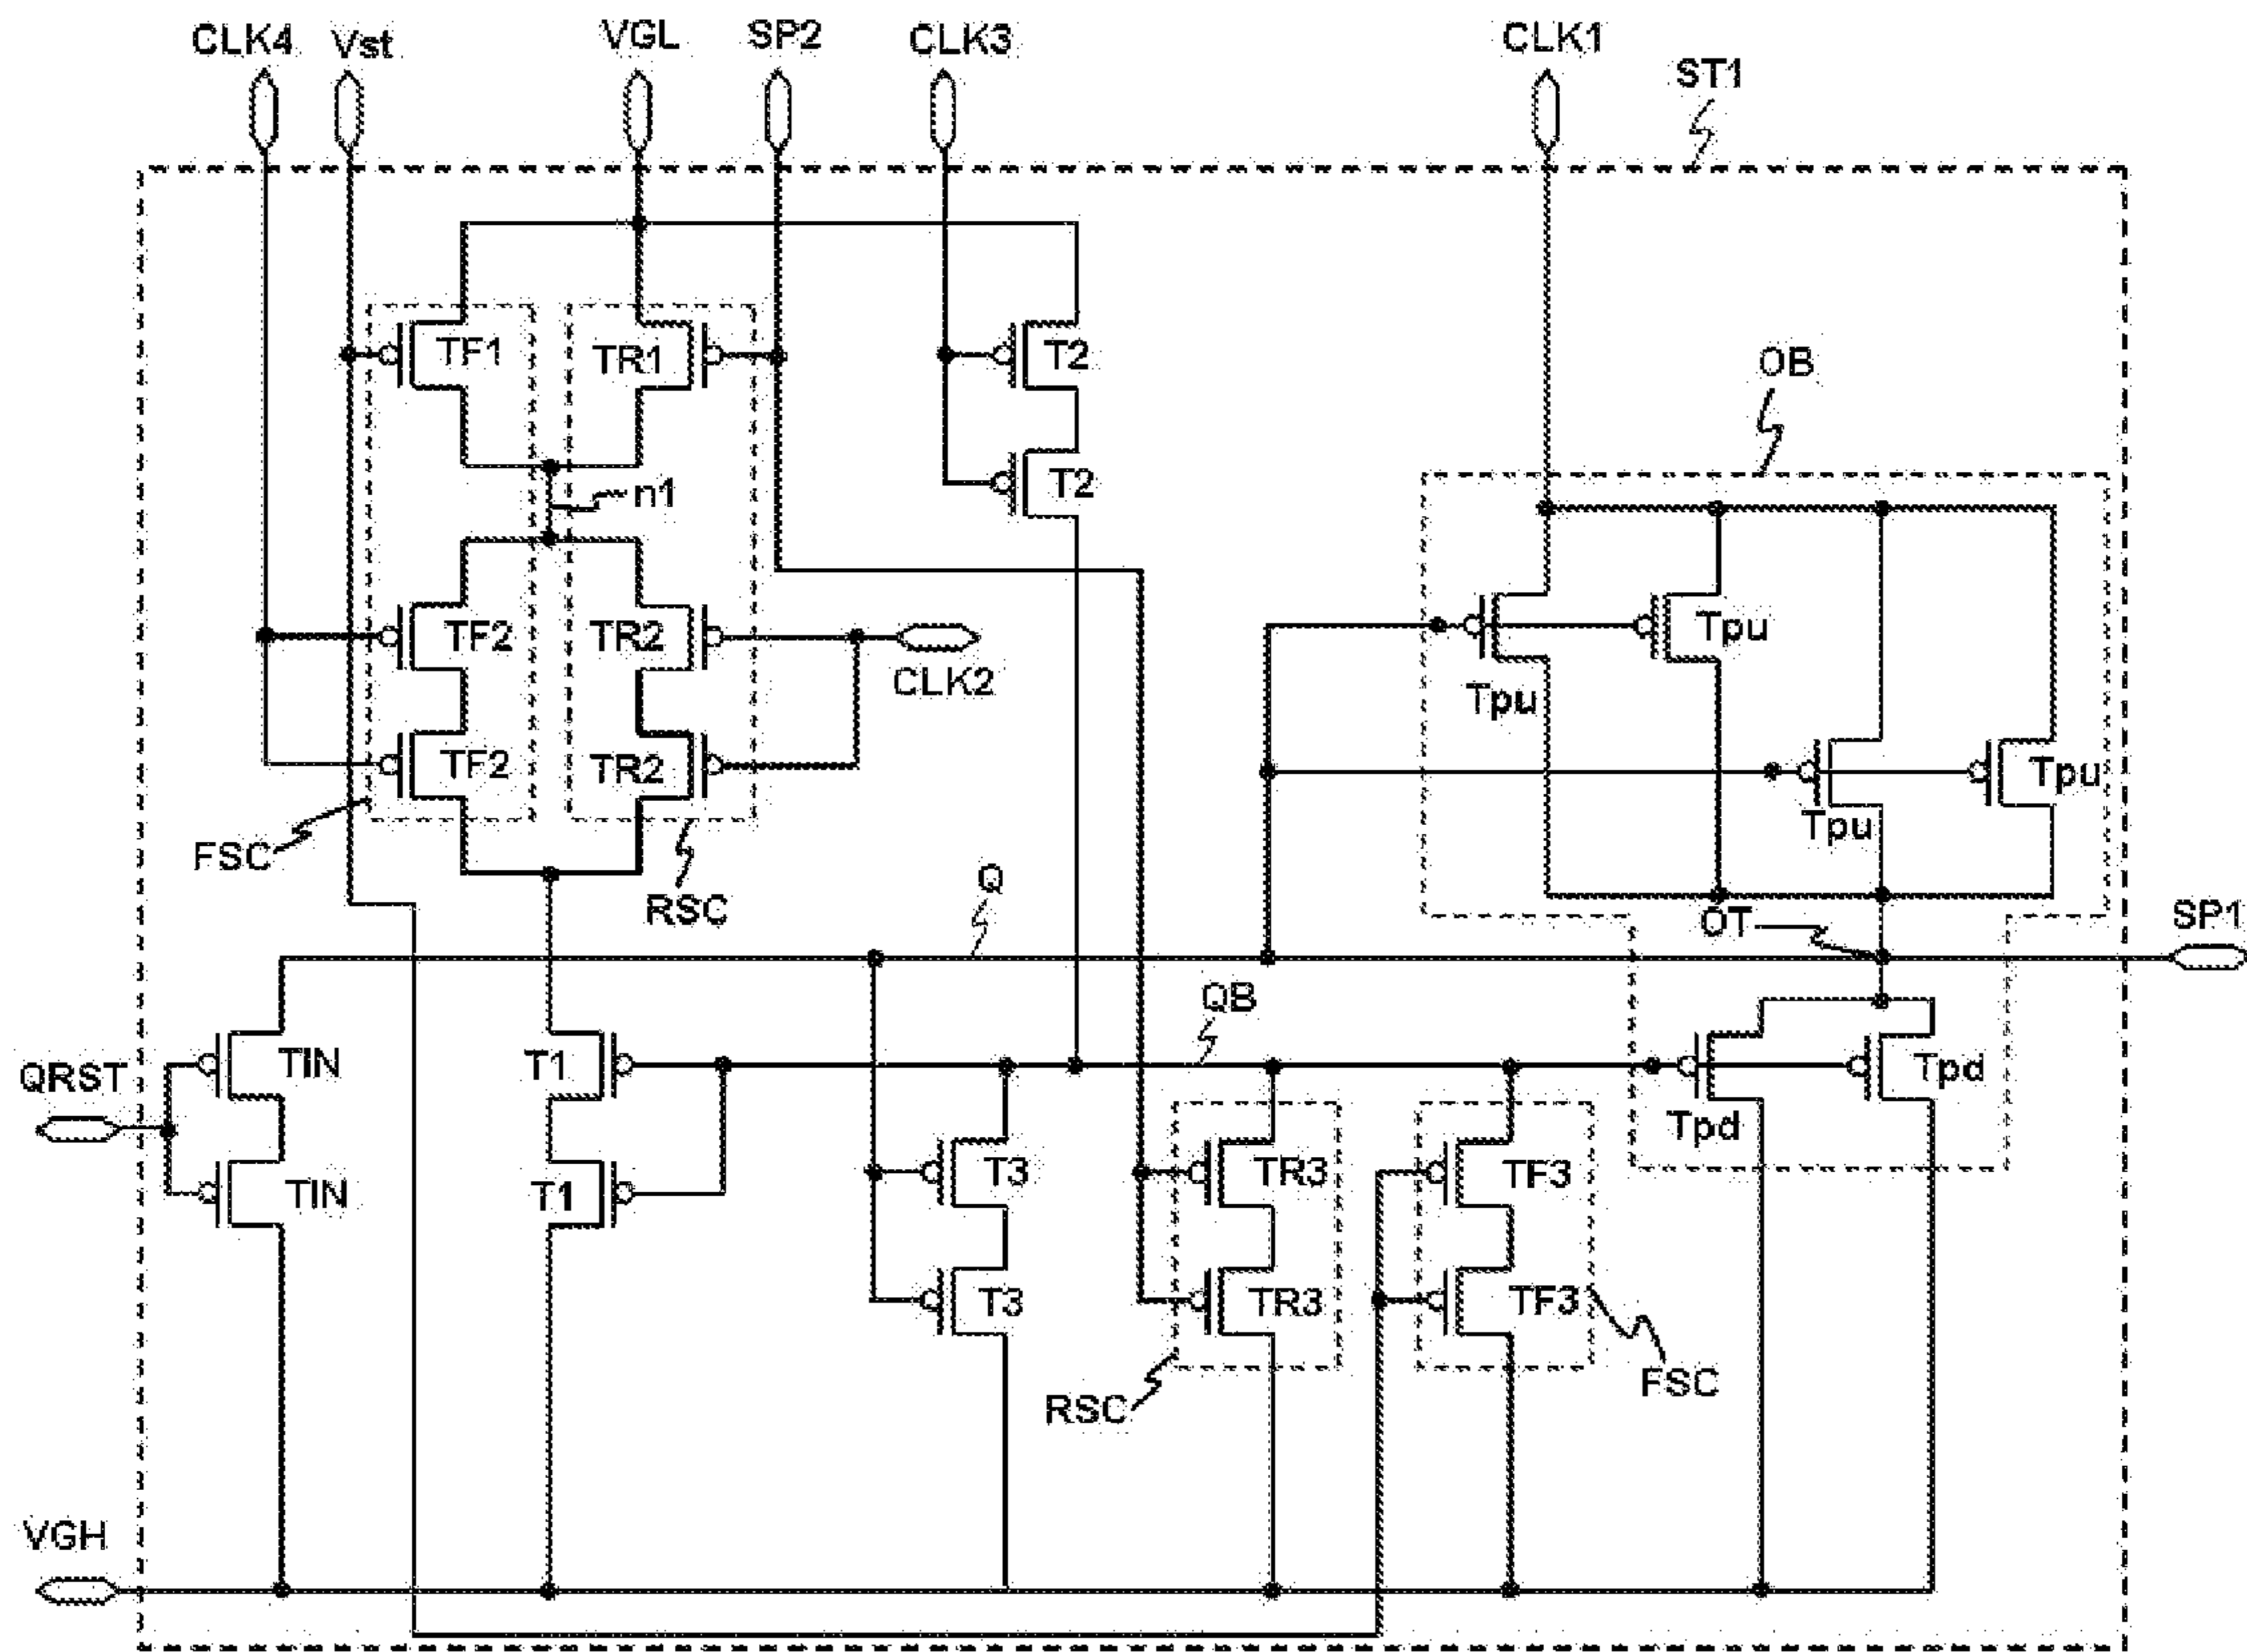 CLK4 Vst VGL SP2 CLK3 CLK1
ST1
OB
TF1 TR1 T2
n1 T2
TF2 TR2 Tpu
CLK2
Tpu
TF2 TR2 Tpu
Tpu
FSC
RSC
Q
OT
SP1
QB
QRST
TIN T1 Tpd
Tpd
TIN T1 T3 TR3 TF3
T3 TR3 TF3
RSC
FSC
VGH